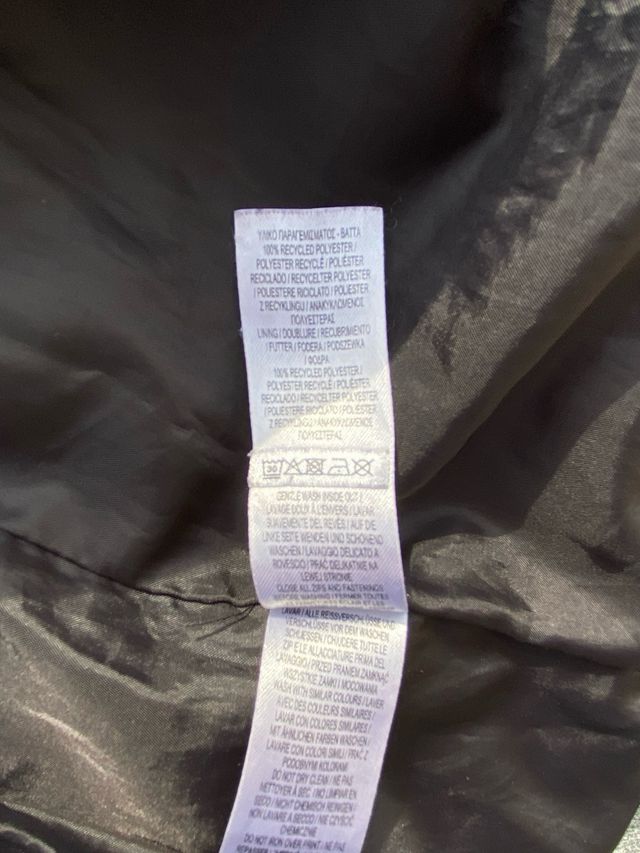 ΥΛΙΚΟ ΠΑΡΑΓΕΜΙΣΜΑΤΟΣ - ΒΑΤΤΑ
100% RECYCLED POLYESTER /
POLYESTER RECYCLÉ / POLIÉSTER
RECICLADO / RECYCELTER POLYESTER
/ POLIESTERE RICICLATO / POLIESTER
Z RECYKLINGU / ΑΝΑΚΥΚΛΩΜΕΝΟΣ
ΠΟΛΥΕΣΤΕΡΑΣ
LINING / DOUBLURE / RECUBRIMIENTO
/ FUTTER / FODERA / PODSZEWKA
/ ΦΟΔΡΑ
100% RECYCLED POLYESTER /
POLYESTER RECYCLÉ / POLIÉSTER
RECICLADO / RECYCELTER POLYESTER
/ POLIESTERE RICICLATO / POLIESTER
Z RECYKLINGU / ΑΝΑΚΥΚΛΩΜΕΝΟΣ
ΠΟΛΥΕΣΤΕΡΑΣ
30
GENTLE WASH INSIDE OUT /
LAVAGE DOUX À L'ENVERS / LAVAR
SUAVEMENTE DEL REVÉS / AUF DIE
LINKE SEITE WENDEN UND SCHONEND
WASCHEN / LAVAGGIO DELICATO A
ROVESCIO / PRAĆ DELIKATNIE NA
LEWEJ STRONIE
CLOSE ALL ZIPS AND FASTENINGS
BEFORE WASHING / FERMER TOUTES
LAVAR / ALLE REISSVERSCHLÜSSE UND
VERSCHLÜSSE VOR DEM WASCHEN
SCHLIESSEN / CHIUDERE TUTTE LE
ZIP E LE ALLACCIATURE PRIMA DEL
LAVAGGIO / PRZED PRANIEM ZAMKNĄĆ
WSZYSTKIE ZAMKI I MOCOWANIA
WASH WITH SIMILAR COLOURS / LAVER
AVEC DES COULEURS SIMILAIRES /
LAVAR CON COLORES SIMILARES /
MIT ÄHNLICHEN FARBEN WASCHEN /
LAVARE CON COLORI SIMILI / PRAĆ Z
PODOBNYMI KOLORAMI
DO NOT DRY CLEAN / NE PAS
NETTOYER À SEC / NO LIMPIAR EN
SECO / NICHT CHEMISCH REINIGEN /
NON LAVARE A SECCO / NIE CZYŚCIĆ
CHEMICZNIE
DO NOT IRON OVER PRINT / NE PAS